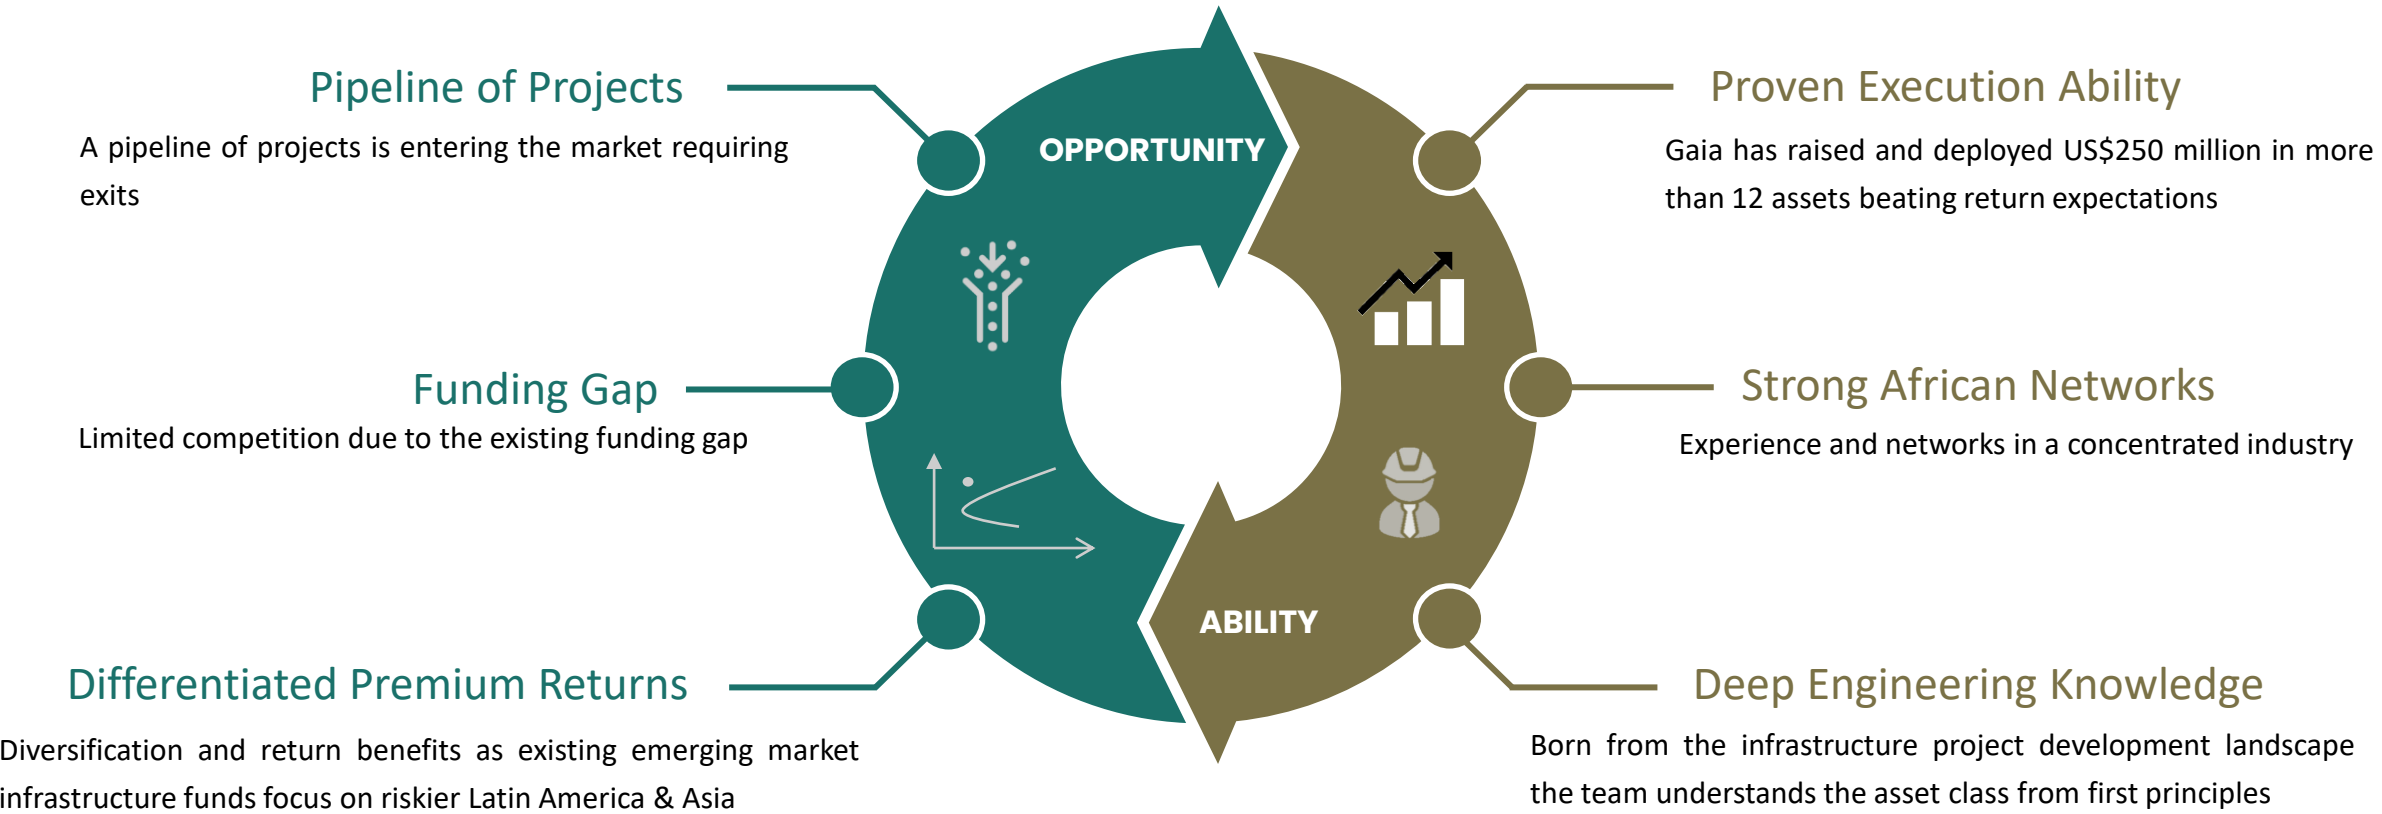 Pipeline of Projects
A pipeline of projects is entering the market requiring
exits
Funding Gap
Limited competition due to the existing funding gap
Differentiated Premium Returns
Diversification and return benefits as existing emerging market
infrastructure funds focus on riskier Latin America & Asia
OPPORTUNITY
ABILITY
Proven Execution Ability
Gaia has raised and deployed US$250 million in more
than 12 assets beating return expectations
Strong African Networks
Experience and networks in a concentrated industry
Deep Engineering Knowledge
Born from the infrastructure project development landscape
the team understands the asset class from first principles